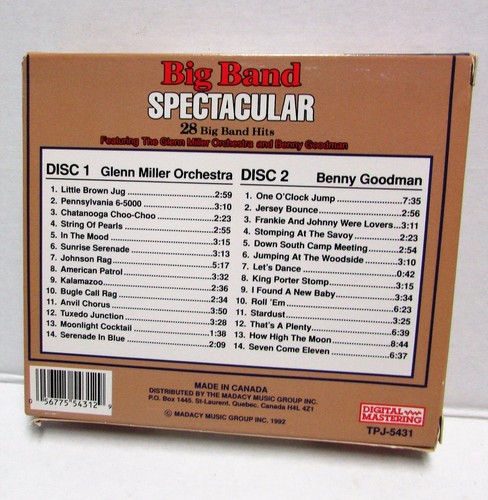 Big Band
SPECTACULAR
28 Big Band Hits
Featuring The Glenn Miller Orchestra and Benny Goodman
DISC 1 Glenn Miller Orchestra
1. Little Brown Jug 2:59
2. Pennsylvania 6-5000 3:10
3. Chatanooga Choo-Choo 2:23
4. String Of Pearls 2:55
5. In The Mood 3:15
6. Sunrise Serenade 3:13
7. Johnson Rag 5:17
8. American Patrol 3:32
9. Kalamazoo 2:36
10. Bugle Call Rag 2:34
11. Anvil Chorus 3:50
12. Tuxedo Junction 3:28
13. Moonlight Cocktail 1:38
14. Serenade In Blue 2:09
DISC 2 Benny Goodman
1. One O'Clock Jump 7:35
2. Jersey Bounce 2:56
3. Frankie And Johnny Were Lovers 3:11
4. Stomping At The Savoy 2:23
5. Down South Camp Meeting 2:54
6. Jumping At The Woodside 3:10
7. Let's Dance 0:42
8. King Porter Stomp 3:15
9. I Found A New Baby 3:34
10. Roll 'Em 6:23
11. Stardust 3:25
12. That's A Plenty 6:39
13. How High The Moon 8:44
14. Seven Come Eleven 6:37
MADE IN CANADA
DISTRIBUTED BY THE MADACY MUSIC GROUP INC.
P.O. Box 1445. St-Laurent. Quebec. Canada H4L 4Z1
© MADACY MUSIC GROUP INC. 1992
0 56775 54312 9
DIGITAL
MASTERING
TPJ-5431